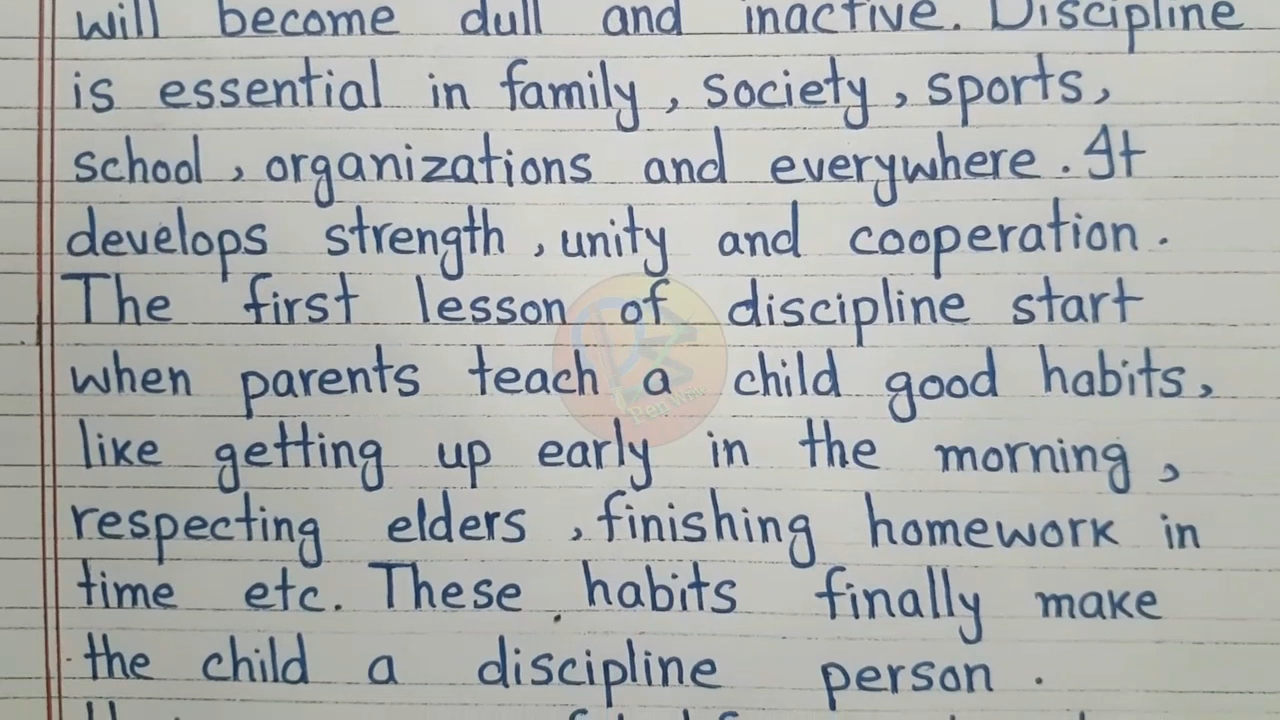 will become dull and inactive. Discipline
is essential in family, society, sports,
school, organizations and everywhere. It
develops strength, unity and cooperation.
The first lesson of discipline start
when parents teach a child good habits,
like getting up early in the morning,
respecting elders, finishing homework in
time etc. These habits finally make
the child a discipline person.